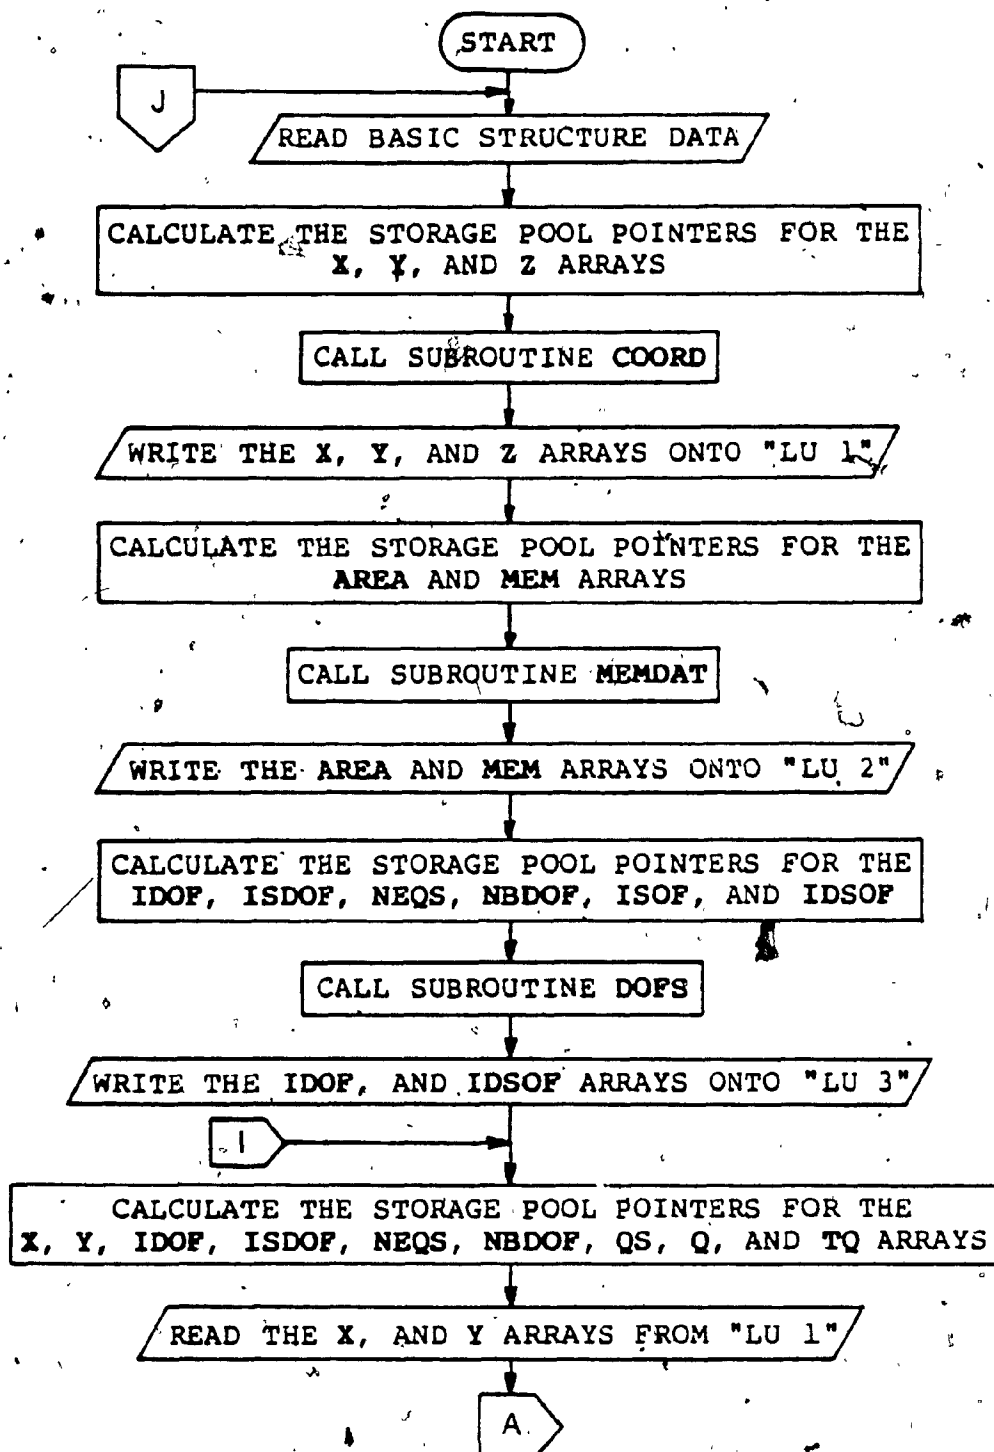 START
J
READ BASIC STRUCTURE DATA
CALCULATE THE STORAGE POOL POINTERS FOR THE
X, Y, AND Z ARRAYS
CALL SUBROUTINE COORD
WRITE THE X, Y, AND Z ARRAYS ONTO "LU 1"
CALCULATE THE STORAGE POOL POINTERS FOR THE
AREA AND MEM ARRAYS
CALL SUBROUTINE MEMDAT
WRITE THE AREA AND MEM ARRAYS ONTO "LU 2"
CALCULATE THE STORAGE POOL POINTERS FOR THE
IDOF, ISDOF, NEQS, NBDOF, ISOF, AND IDSOF
CALL SUBROUTINE DOFS
WRITE THE IDOF, AND IDSOF ARRAYS ONTO "LU 3"
I
CALCULATE THE STORAGE POOL POINTERS FOR THE
X, Y, IDOF, ISDOF, NEQS, NBDOF, QS, Q, AND TQ ARRAYS
READ THE X, AND Y ARRAYS FROM "LU 1"
A